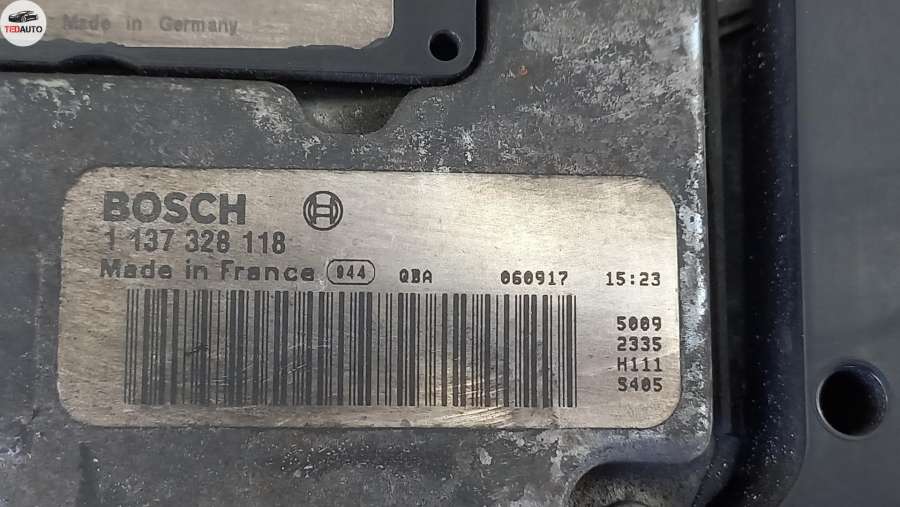 TEDAUTO
Made in Germany
BOSCH
1 137 328 118
Made in France 044 QBA 060917 15:23
5009
2335
H111
S405